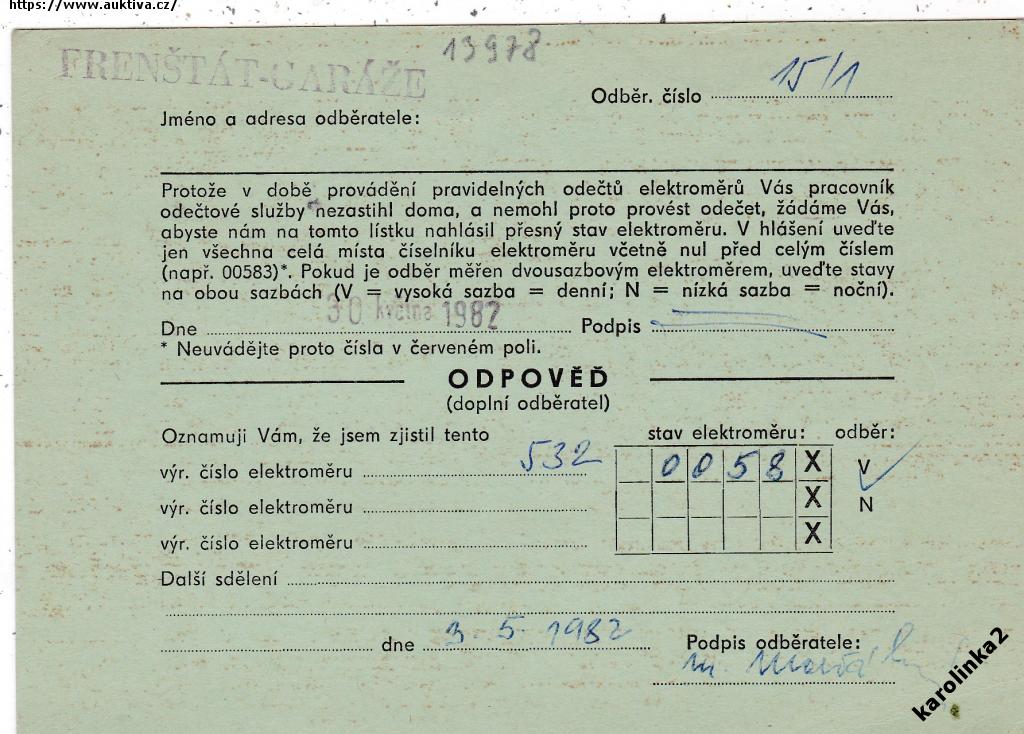 https://www.auktiva.cz/
13978
FRENŠTÁT-GARÁŽE
Odběr. číslo 15/1
Jméno a adresa odběratele:
Protože v době provádění pravidelných odečtů elektroměrů Vás pracovník
odečtové služby nezastihl doma, a nemohl proto provést odečet, žádáme Vás,
abyste nám na tomto lístku nahlásil přesný stav elektroměru. V hlášení uveďte
jen všechna celá místa číselníku elektroměru včetně nul před celým číslem
(např. 00583)*. Pokud je odběr měřen dvousazbovým elektroměrem, uveďte stavy
na obou sazbách (V = vysoká sazba = denní; N = nízká sazba = noční).
Dne 30 1982 Podpis
* Neuvádějte proto čísla v červeném poli.
ODPOVĚĎ
(doplní odběratel)
Oznamuji Vám, že jsem zjistil tento stav elektroměru: odběr:
výr. číslo elektroměru 532 0 0 5 8 X V
výr. číslo elektroměru X N
výr. číslo elektroměru X
Další sdělení
dne 3. 5. 1982 Podpis odběratele:
karolinka2